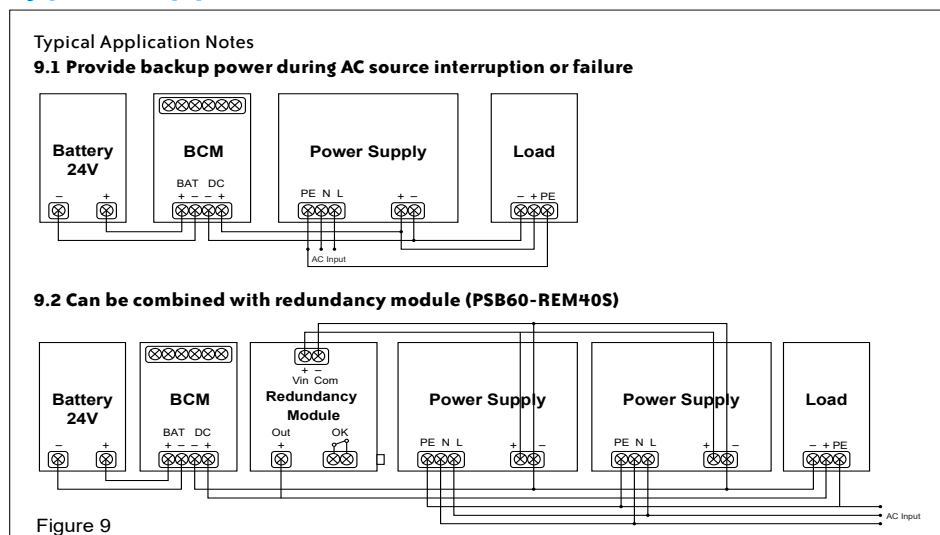 Typical Application Notes
9.1 Provide backup power during AC source interruption or failure
Battery
24V
– +
BCM
BAT DC
+ – – +
Power Supply
PE N L
+ –
AC Input
Load
– + PE
9.2 Can be combined with redundancy module (PSB60-REM40S)
Battery
24V
– +
BCM
BAT DC
+ – – +
+ –
Vin Com
Redundancy
Module
Out OK
+
Power Supply
PE N L
+ –
Power Supply
PE N L
+ –
Load
– + PE
AC Input
Figure 9